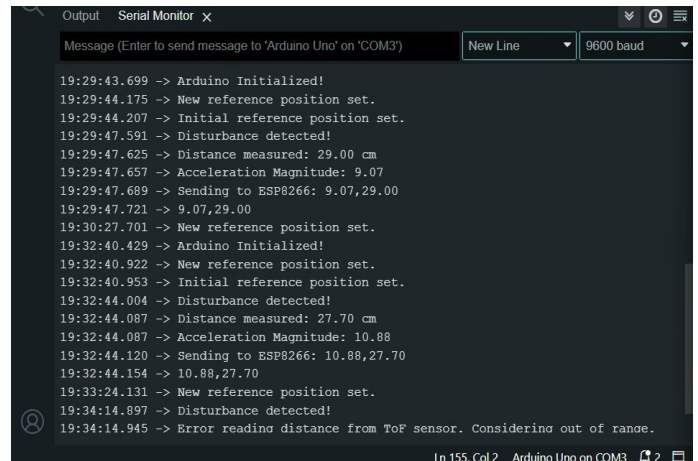 Output Serial Monitor x
Message (Enter to send message to 'Arduino Uno' on 'COM3') New Line 9600 baud
19:29:43.699 -> Arduino Initialized!
19:29:44.175 -> New reference position set.
19:29:44.207 -> Initial reference position set.
19:29:47.591 -> Disturbance detected!
19:29:47.625 -> Distance measured: 29.00 cm
19:29:47.657 -> Acceleration Magnitude: 9.07
19:29:47.689 -> Sending to ESP8266: 9.07,29.00
19:29:47.721 -> 9.07,29.00
19:30:27.701 -> New reference position set.
19:32:40.429 -> Arduino Initialized!
19:32:40.922 -> New reference position set.
19:32:40.953 -> Initial reference position set.
19:32:44.004 -> Disturbance detected!
19:32:44.087 -> Distance measured: 27.70 cm
19:32:44.087 -> Acceleration Magnitude: 10.88
19:32:44.120 -> Sending to ESP8266: 10.88,27.70
19:32:44.154 -> 10.88,27.70
19:33:24.131 -> New reference position set.
19:34:14.897 -> Disturbance detected!
19:34:14.945 -> Error reading distance from ToF sensor. Considering out of range.
Ln 155, Col 2 Arduino Uno on COM3 2